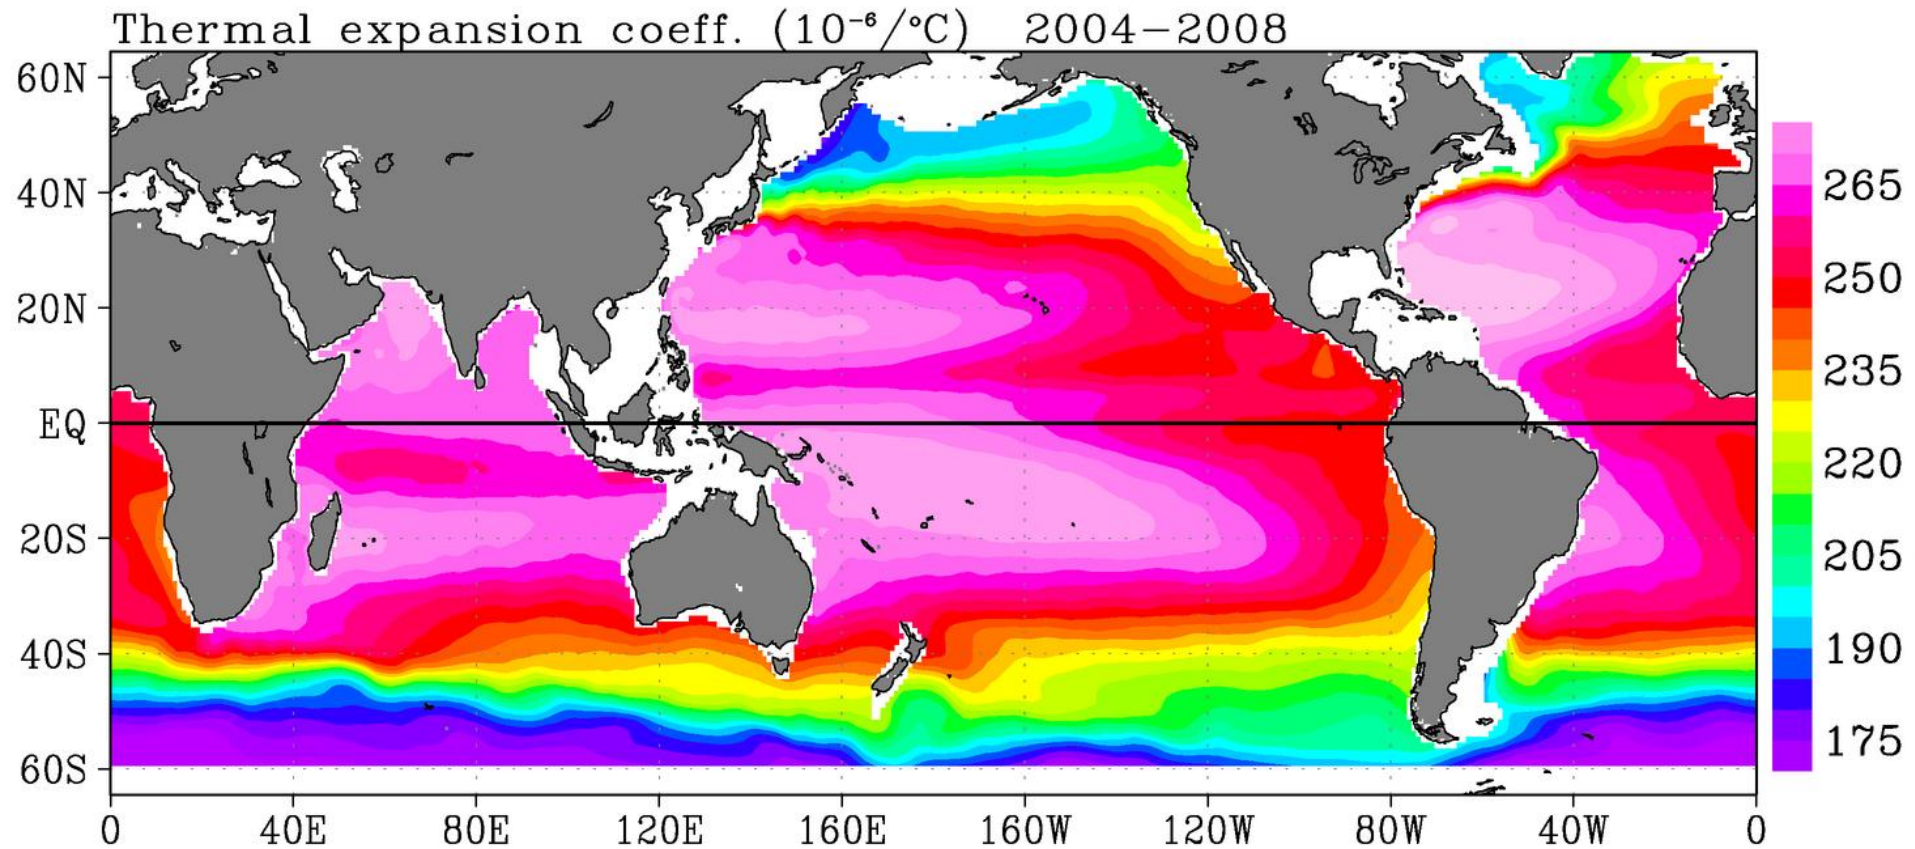 Thermal expansion coeff. (10⁻⁶/°C) 2004−2008
60N
40N
20N
EQ
20S
40S
60S
0 40E 80E 120E 160E 160W 120W 80W 40W 0
265
250
235
220
205
190
175